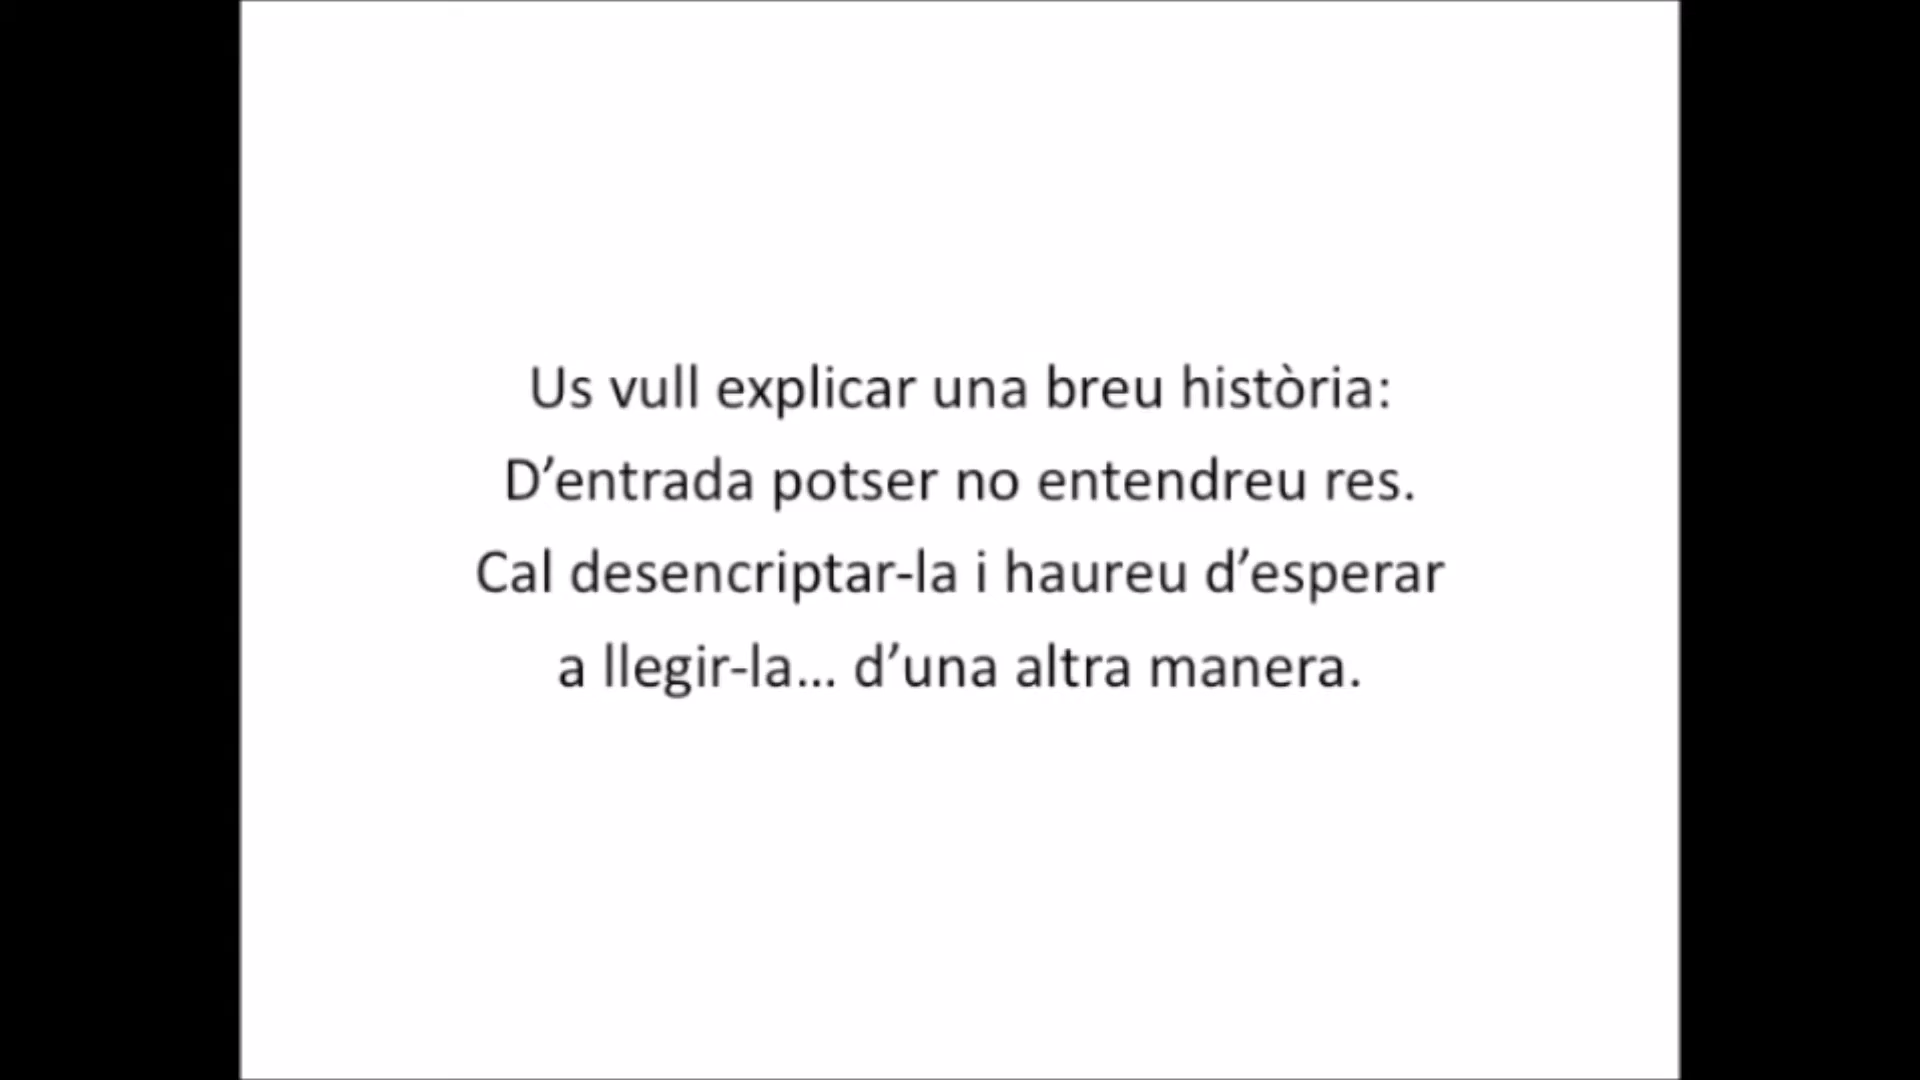 Us vull explicar una breu història:
D’entrada potser no entendreu res.
Cal desencriptar-la i haureu d’esperar
a llegir-la... d’una altra manera.